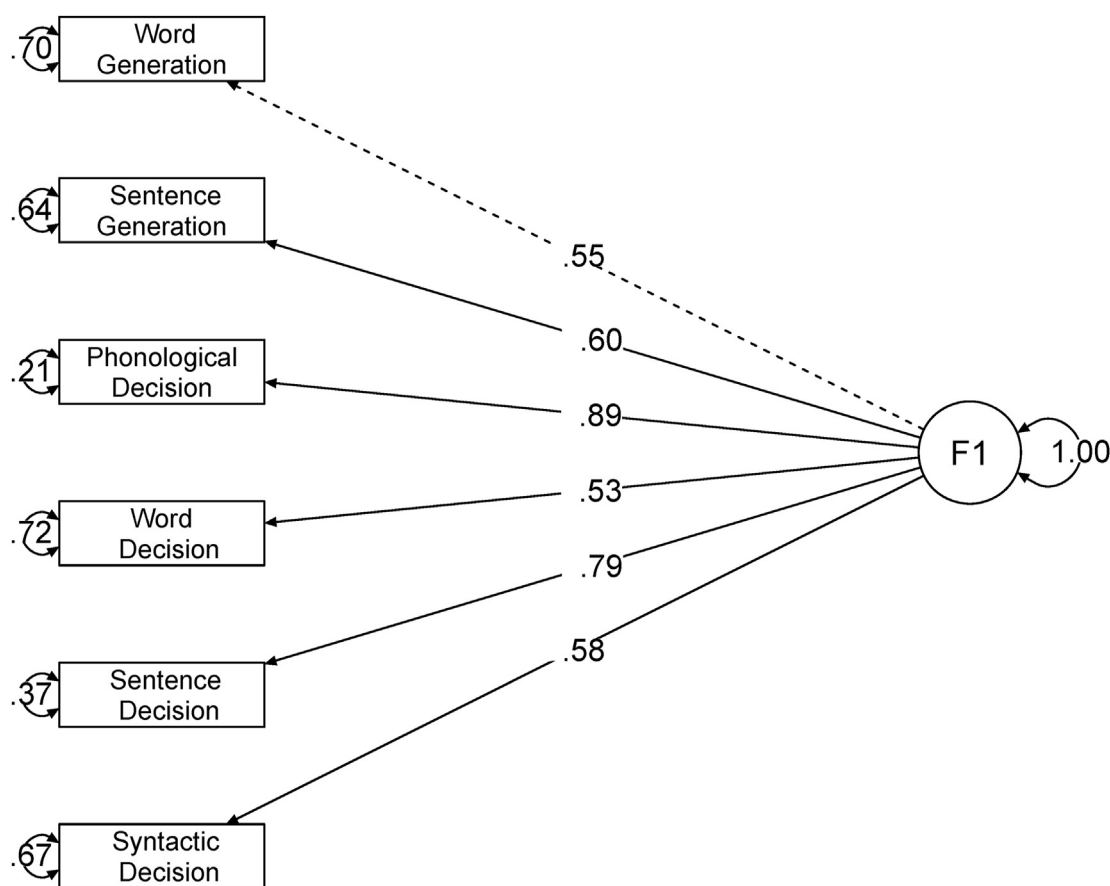 .70
Word
Generation
.64
Sentence
Generation
.55
.60
.21
Phonological
Decision
.89
F1
1.00
.53
.72
Word
Decision
.79
.37
Sentence
Decision
.58
.67
Syntactic
Decision